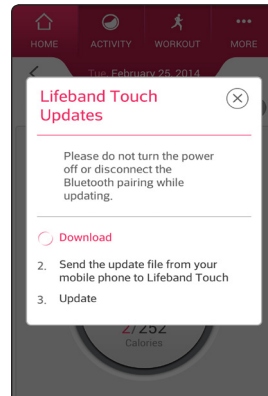 HOME ACTIVITY WORKOUT MORE
Tue, February 25, 2014
Lifeband Touch
Updates
Please do not turn the power
off or disconnect the
Bluetooth pairing while
updating.
Download
2. Send the update file from your
mobile phone to Lifeband Touch
3. Update
2/252
Calories